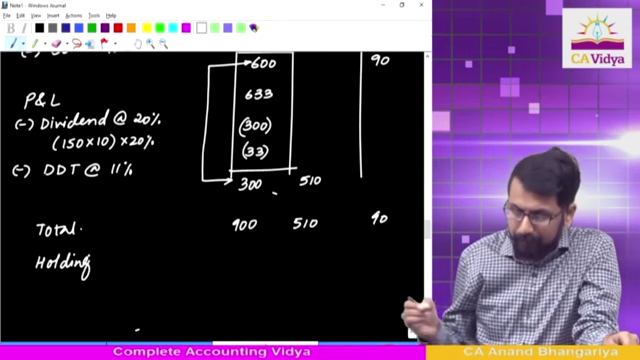 Note1 - Windows Journal
File Edit View Insert Actions Tools Help
600 90
P&L 633
(-) Dividend @ 20% (300)
(150×10) × 20%
(-) DDT @ 11% (33)
300 510
Total. 900 510 90
Holding
CA Vidya
Complete Accounting Vidya
CA Anand Bhangariya